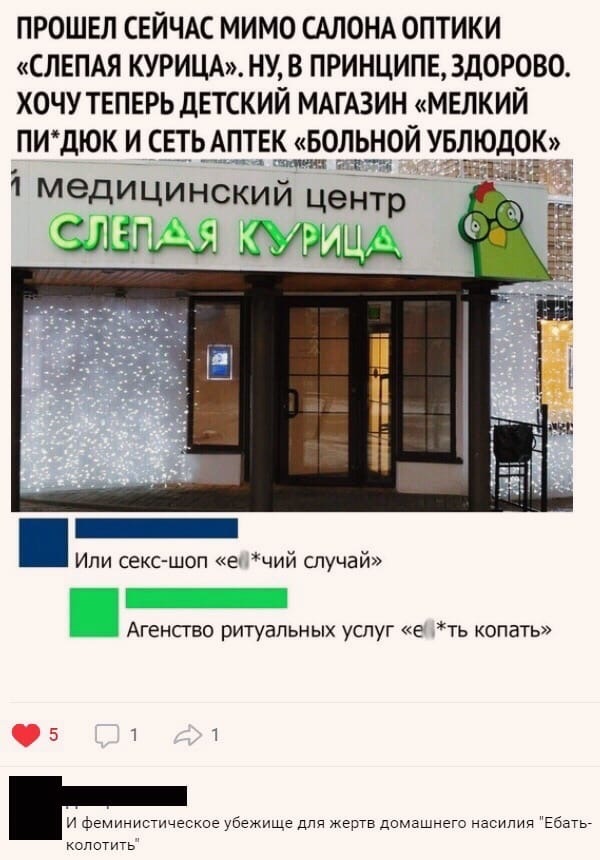 ПРОШЕЛ СЕЙЧАС МИМО САЛОНА ОПТИКИ
«СЛЕПАЯ КУРИЦА». НУ, В ПРИНЦИПЕ, ЗДОРОВО.
ХОЧУ ТЕПЕРЬ ДЕТСКИЙ МАГАЗИН «МЕЛКИЙ
ПИ*ДЮК И СЕТЬ АПТЕК «БОЛЬНОЙ УБЛЮДОК»
й медицинский центр
СЛЕПАЯ КУРИЦА
Или секс-шоп «е *чий случай»
Агенство ритуальных услуг «е *ть копать»
5 1 1
И феминистическое убежище для жертв домашнего насилия "Ебать-
колотить"